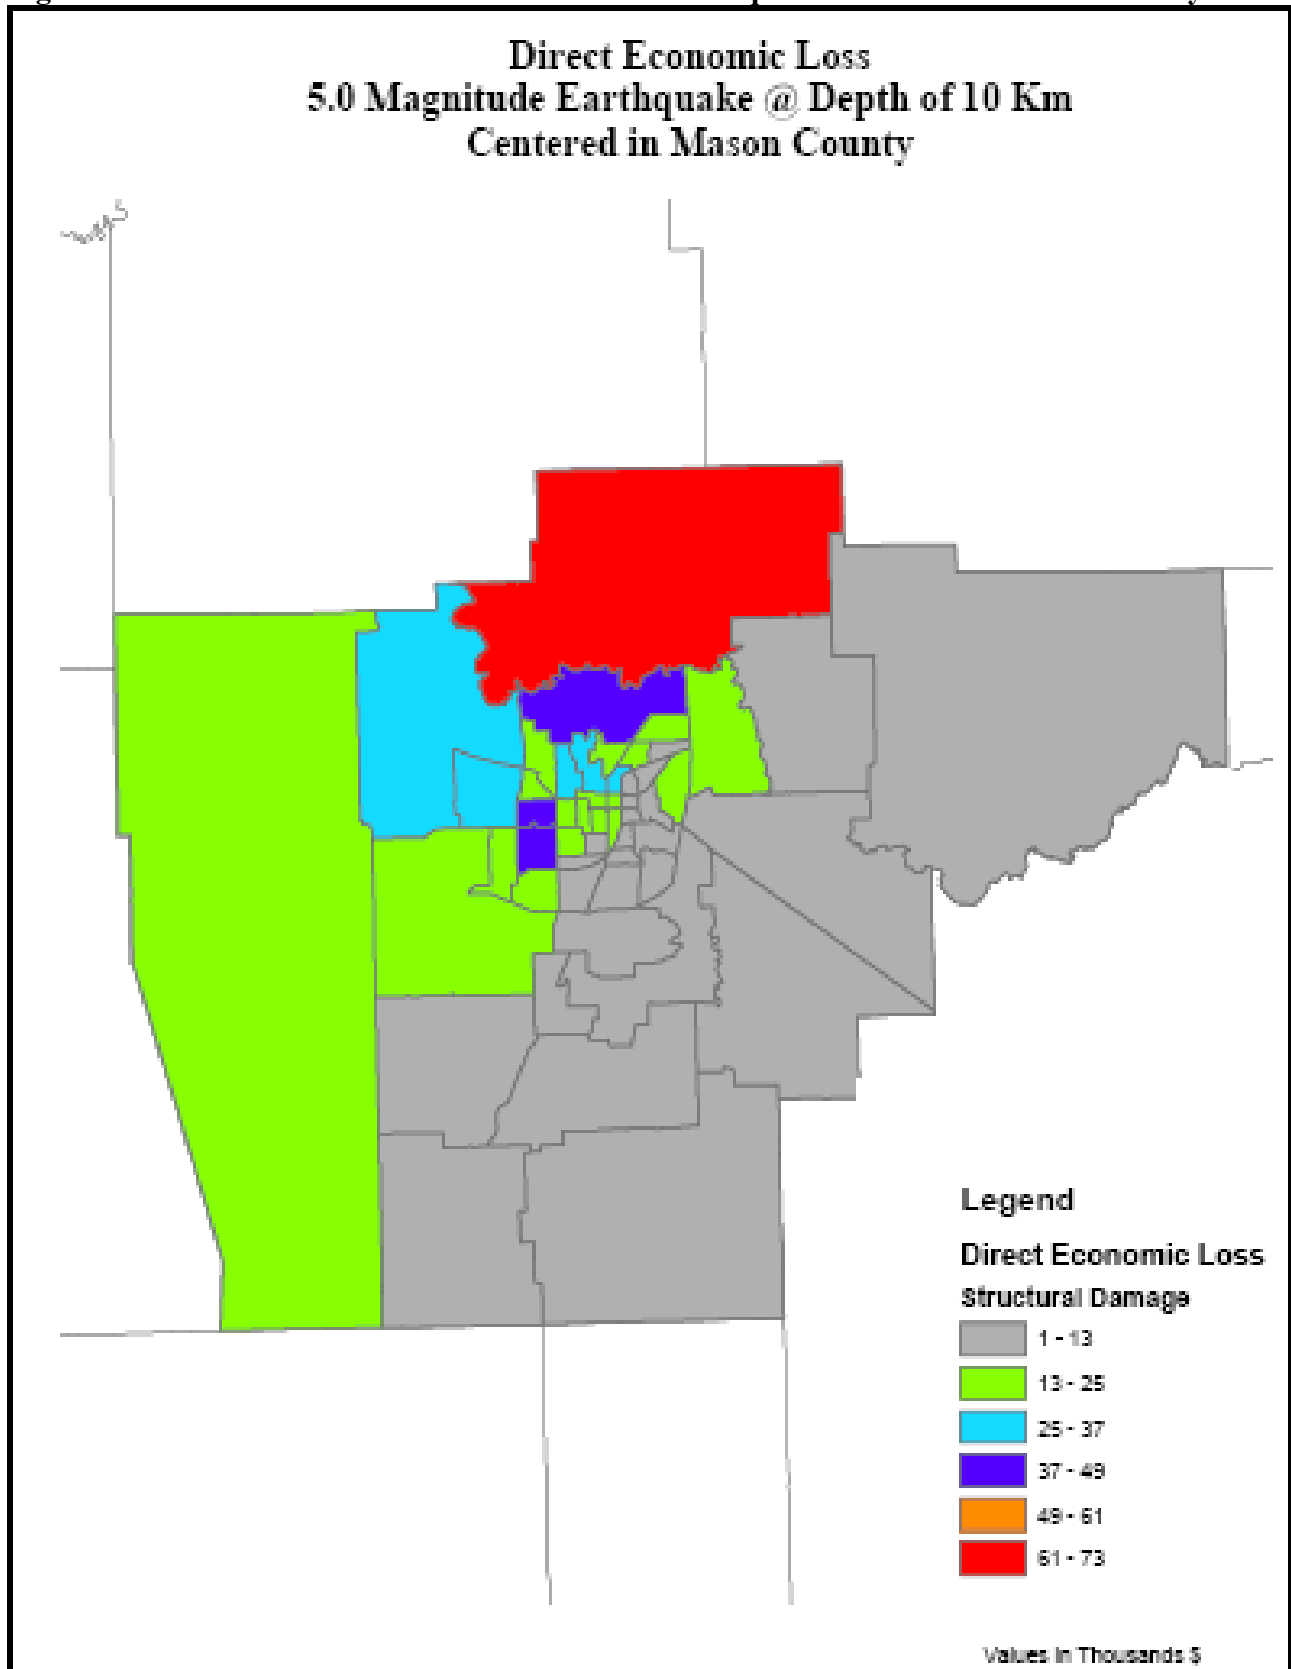 Direct Economic Loss
5.0 Magnitude Earthquake @ Depth of 10 Km
Centered in Mason County
Legend
Direct Economic Loss
Structural Damage
1 - 13
13 - 25
25 - 37
37 - 49
49 - 61
61 - 73
Values in Thousands $